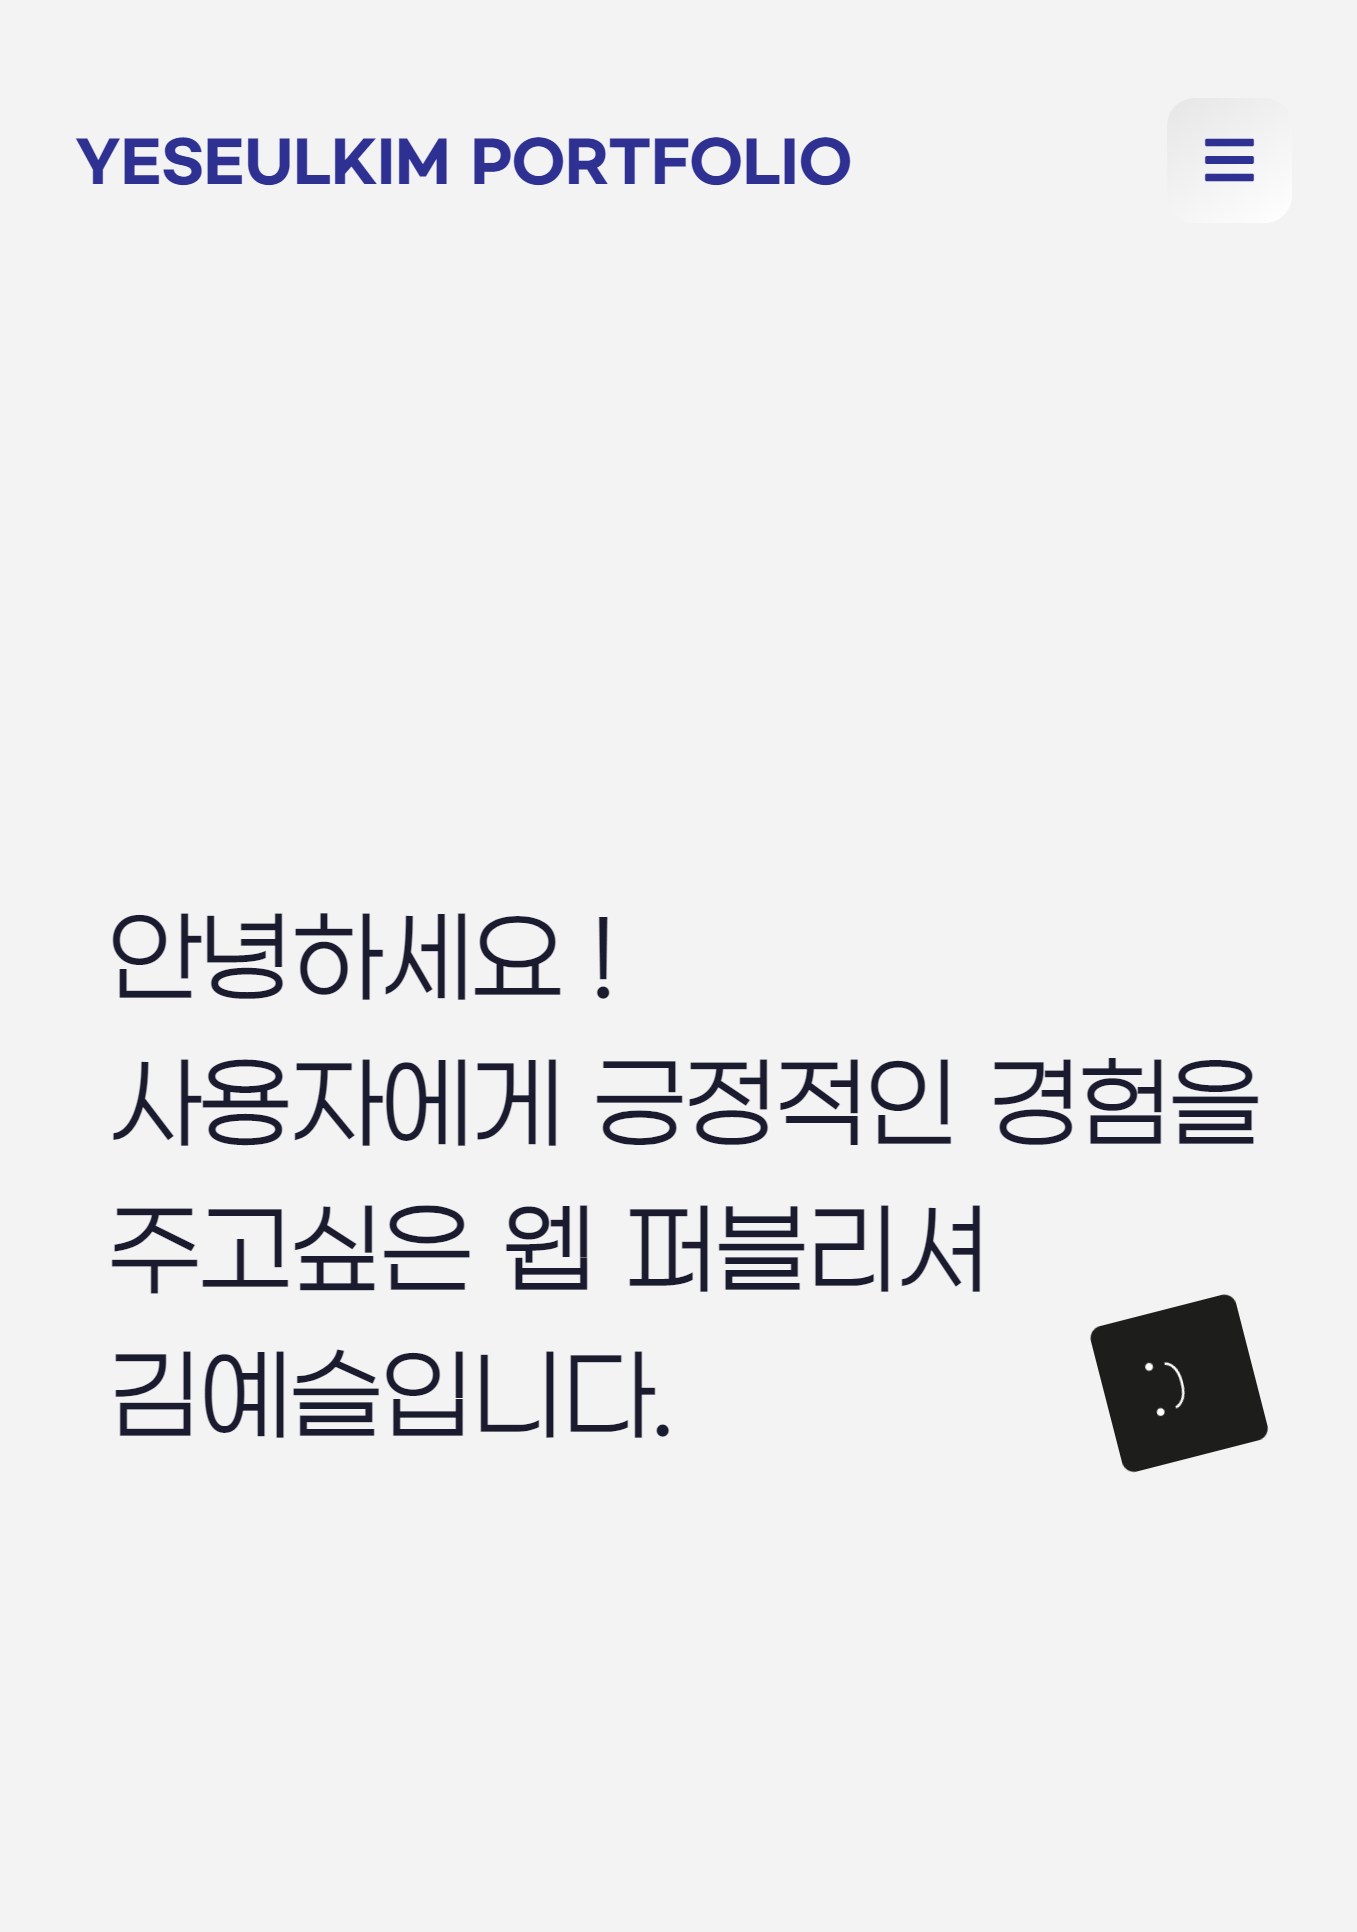 YESEULKIM PORTFOLIO
안녕하세요 !
사용자에게 긍정적인 경험을
주고싶은 웹 퍼블리셔
김예슬입니다.
:)